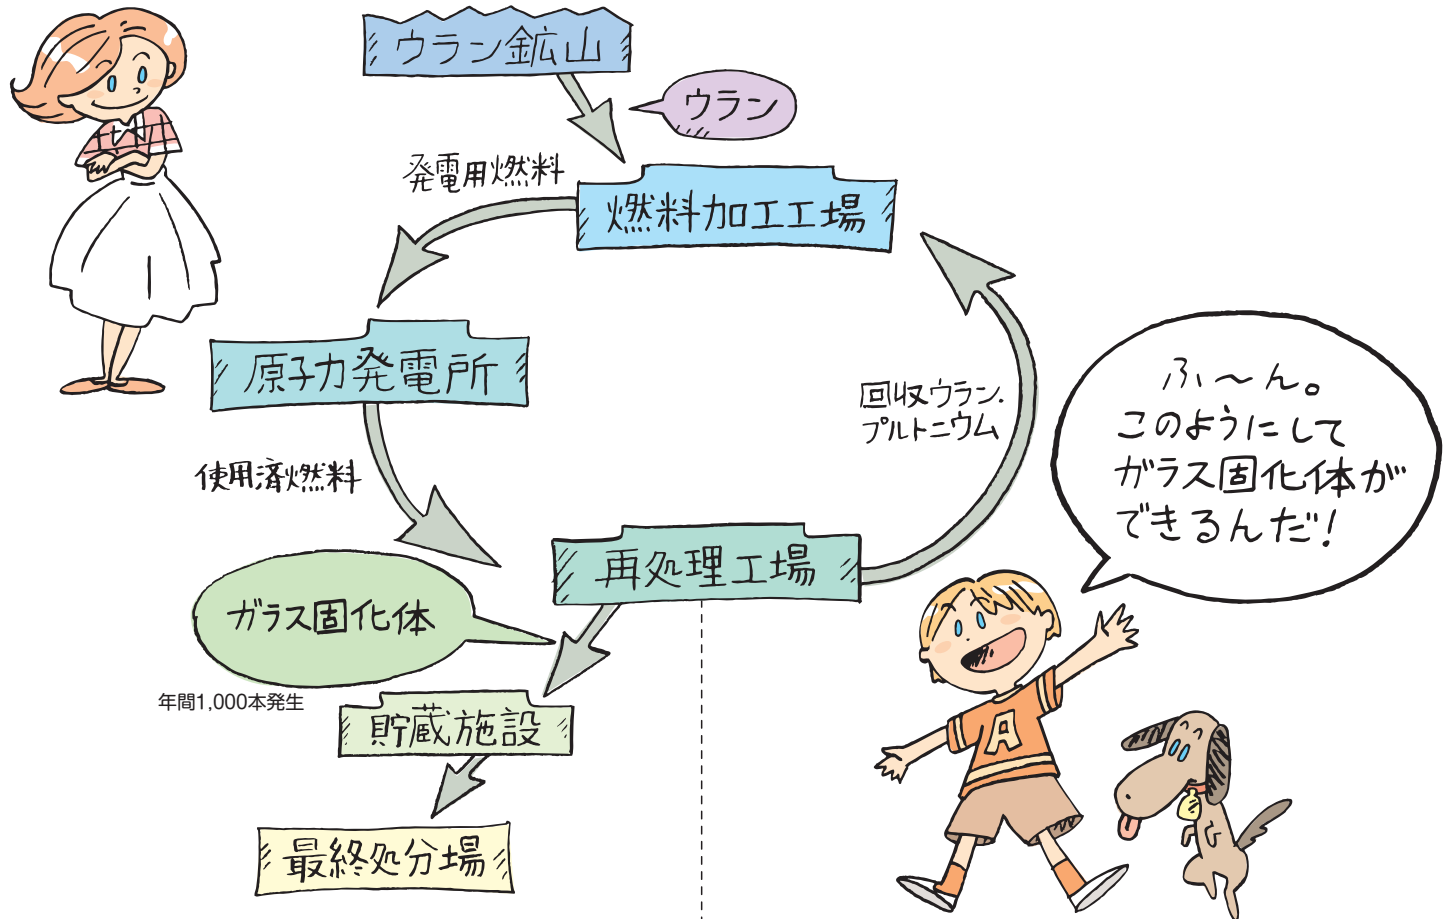 ウラン鉱山
ウラン
発電用燃料
燃料加工工場
原子力発電所
回収ウラン.
プルトニウム
使用済燃料
再処理工場
ガラス固化体
年間1,000本発生
貯蔵施設
最終処分場
ふ〜ん。
このようにして
ガラス固化体が
できるんだ!
A